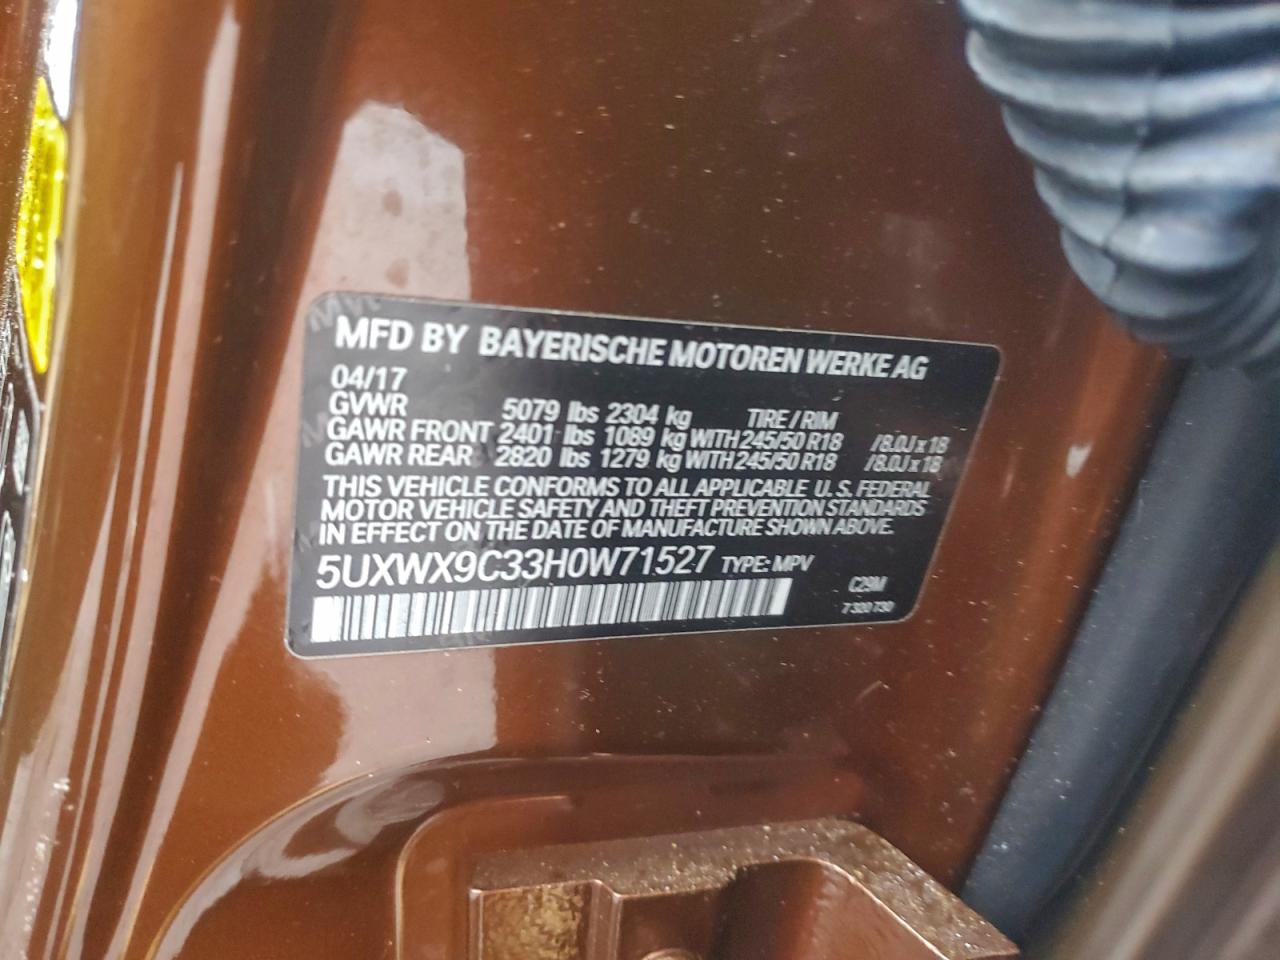 MFD BY BAYERISCHE MOTOREN WERKE AG
04/17
GVWR 5079 lbs 2304 kg TIRE / RIM
GAWR FRONT 2401 lbs 1089 kg WITH 245/50 R18 /8.0J x 18
GAWR REAR 2820 lbs 1279 kg WITH 245/50 R18 /8.0J x 18
THIS VEHICLE CONFORMS TO ALL APPLICABLE U. S. FEDERAL
MOTOR VEHICLE SAFETY AND THEFT PREVENTION STANDARDS
IN EFFECT ON THE DATE OF MANUFACTURE SHOWN ABOVE.
5UXWX9C33H0W71527 TYPE: MPV
C29M
7 300 730